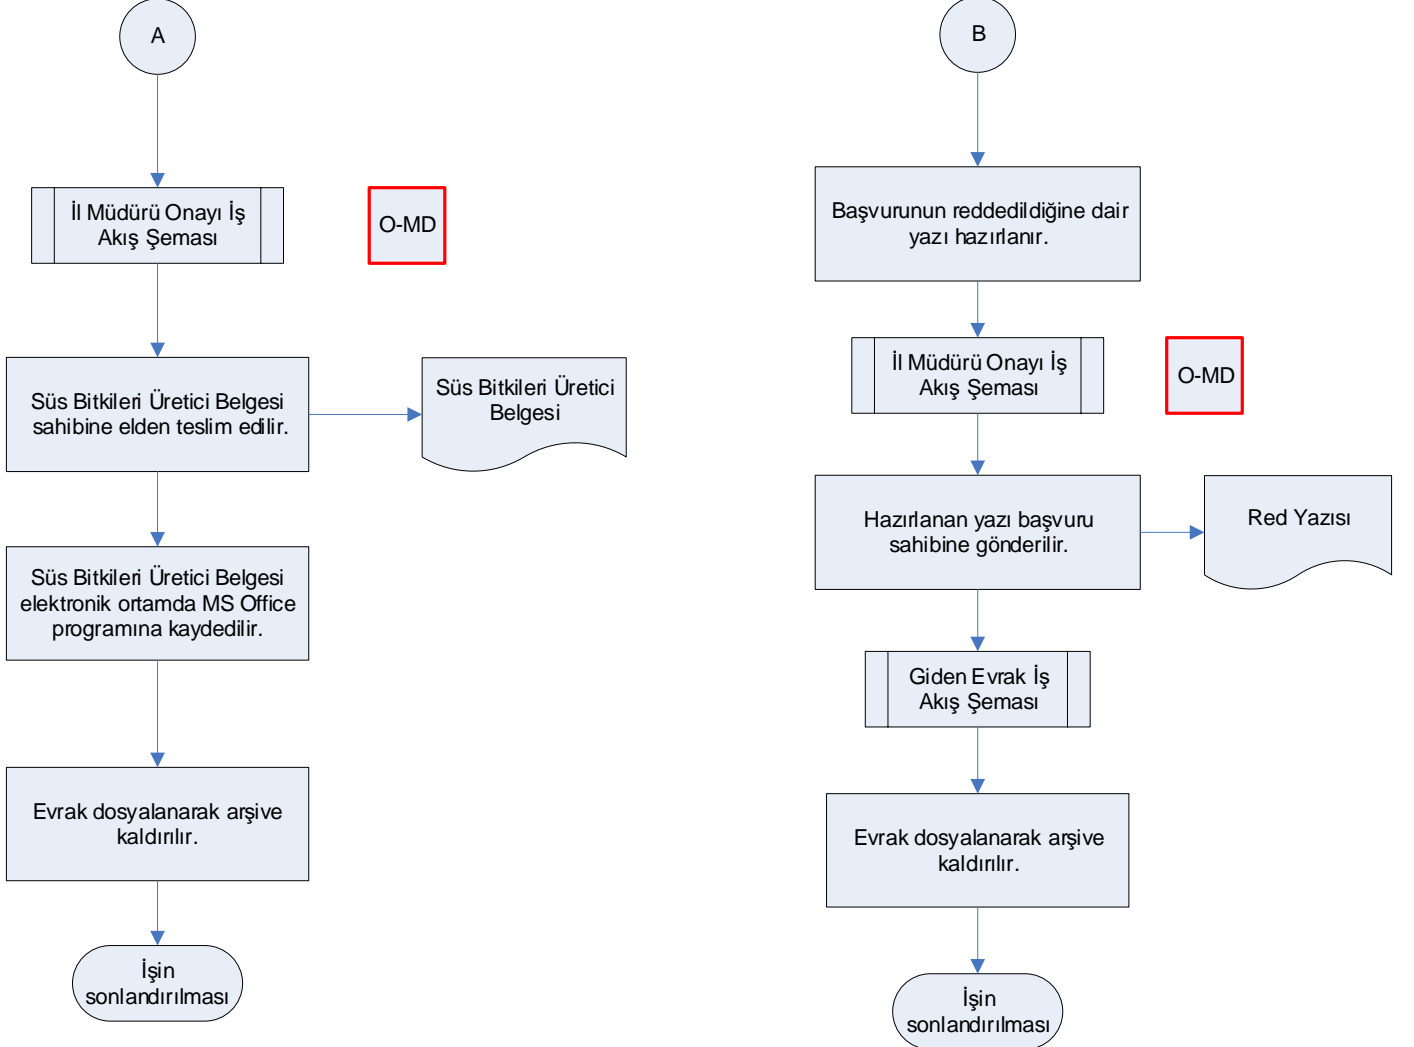 A
İl Müdürü Onayı İş
Akış Şeması
O-MD
Süs Bitkileri Üretici Belgesi
sahibine elden teslim edilir.
Süs Bitkileri Üretici
Belgesi
Süs Bitkileri Üretici Belgesi
elektronik ortamda MS Office
programına kaydedilir.
Evrak dosyalanarak arşive
kaldırılır.
İşin
sonlandırılması
B
Başvurunun reddedildiğine dair
yazı hazırlanır.
İl Müdürü Onayı İş
Akış Şeması
O-MD
Hazırlanan yazı başvuru
sahibine gönderilir.
Red Yazısı
Giden Evrak İş
Akış Şeması
Evrak dosyalanarak arşive
kaldırılır.
İşin
sonlandırılması